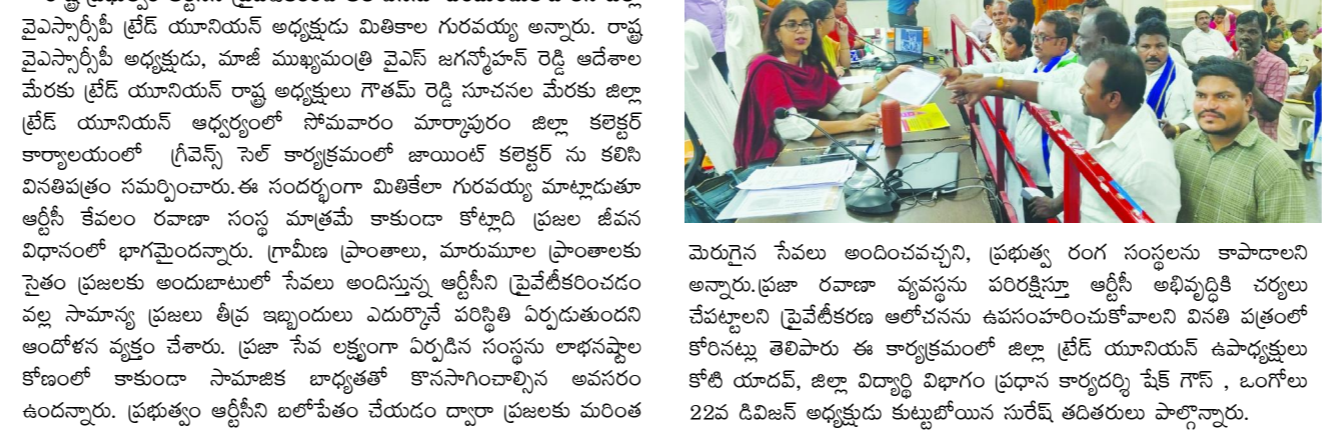 వైఎస్సార్సీపీ ట్రేడ్ యూనియన్ అధ్యక్షుడు మితికాల గురవయ్య అన్నారు. రాష్ట్ర
వైఎస్సార్సీపీ అధ్యక్షుడు, మాజీ ముఖ్యమంత్రి వైఎస్ జగన్మోహన్ రెడ్డి ఆదేశాల
మేరకు ట్రేడ్ యూనియన్ రాష్ట్ర అధ్యక్షులు గౌతమ్ రెడ్డి సూచనల మేరకు జిల్లా
ట్రేడ్ యూనియన్ ఆధ్వర్యంలో సోమవారం మార్కాపురం జిల్లా కలెక్టర్
కార్యాలయంలో గ్రీవెన్స్ సెల్ కార్యక్రమంలో జాయింట్ కలెక్టర్ ను కలిసి
వినతిపత్రం సమర్పించారు.ఈ సందర్భంగా మితికేలా గురవయ్య మాట్లాడుతూ
ఆర్టీసీ కేవలం రవాణా సంస్థ మాత్రమే కాకుండా కోట్లాది ప్రజల జీవన
విధానంలో భాగమైందన్నారు. గ్రామీణ ప్రాంతాలు, మారుమూల ప్రాంతాలకు
సైతం ప్రజలకు అందుబాటులో సేవలు అందిస్తున్న ఆర్టీసీని ప్రైవేటీకరించడం
వల్ల సామాన్య ప్రజలు తీవ్ర ఇబ్బందులు ఎదుర్కొనే పరిస్థితి ఏర్పడుతుందని
ఆందోళన వ్యక్తం చేశారు. ప్రజా సేవ లక్ష్యంగా ఏర్పడిన సంస్థను లాభనష్టాల
కోణంలో కాకుండా సామాజిక బాధ్యతతో కొనసాగించాల్సిన అవసరం
ఉందన్నారు. ప్రభుత్వం ఆర్టీసీని బలోపేతం చేయడం ద్వారా ప్రజలకు మరింత
మెరుగైన సేవలు అందించవచ్చని, ప్రభుత్వ రంగ సంస్థలను కాపాడాలని
అన్నారు.ప్రజా రవాణా వ్యవస్థను పరిరక్షిస్తూ ఆర్టీసీ అభివృద్ధికి చర్యలు
చేపట్టాలని ప్రైవేటీకరణ ఆలోచనను ఉపసంహరించుకోవాలని వినతి పత్రంలో
కోరినట్లు తెలిపారు ఈ కార్యక్రమంలో జిల్లా ట్రేడ్ యూనియన్ ఉపాధ్యక్షులు
కోటి యాదవ్, జిల్లా విద్యార్థి విభాగం ప్రధాన కార్యదర్శి షేక్ గౌస్ , ఒంగోలు
22వ డివిజన్ అధ్యక్షుడు కుట్టుబోయిన సురేష్ తదితరులు పాల్గొన్నారు.